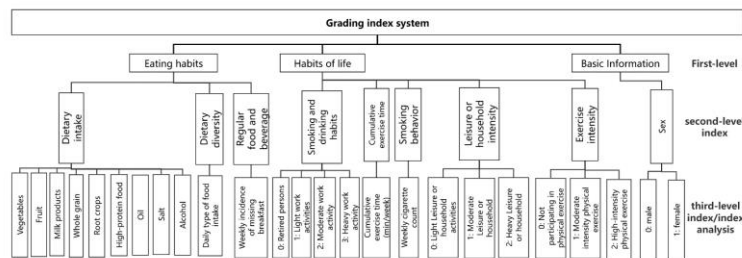 Grading index system
Eating habits
Habits of life
Basic Information
First-level
Dietary
intake
Dietary
diversity
Regular
food and
beverage
Smoking and
drinking
habits
Cumulative
exercise time
Smoking
behavior
Leisure or
household
intensity
Exercise
intensity
Sex
second-level
index
Vegetables
Fruit
Milk products
Whole grain
Root crops
High-protein food
Oil
Salt
Alcohol
Daily type of food
intake
Weekly incidence
of missing
breakfast
0: Retired persons
1: Light work
activities
2: Moderate work
activity
3: Heavy work
activity
Cumulative
exercise time
(min/week)
Weekly cigarette
count
0: Light Leisure or
household
activities
1: Moderate
Leisure or
household
2: Heavy Leisure
or household
0: Not
participating in
physical exercise
1: Moderate
intensity physical
exercise
2: High-intensity
physical exercise
0: male
1: female
third-level
index/index
analysis